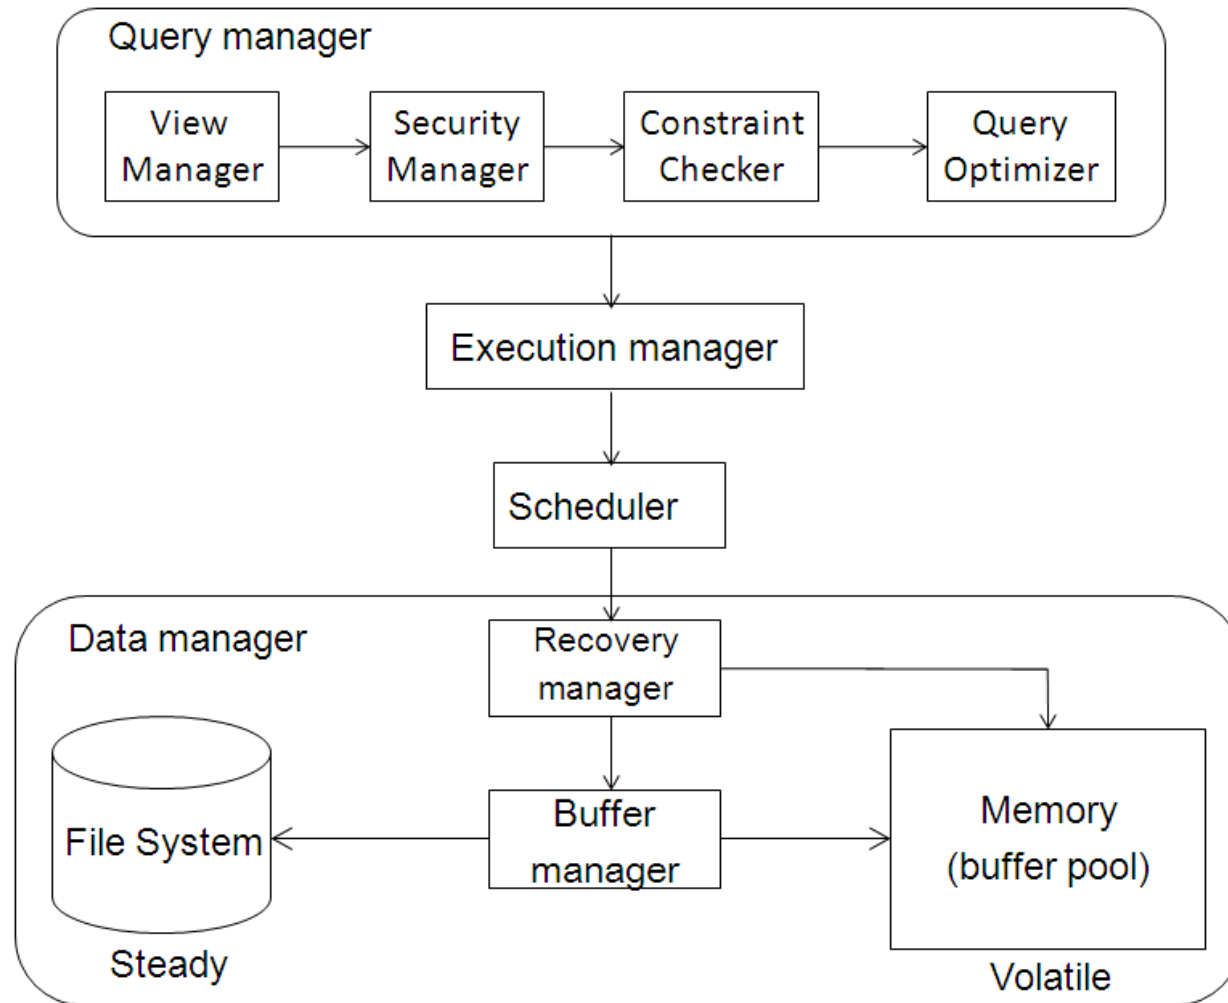 Query manager
View
Manager
Security
Manager
Constraint
Checker
Query
Optimizer
Execution manager
Scheduler
Data manager
Recovery
manager
File System
Buffer
manager
Memory
(buffer pool)
Steady
Volatile